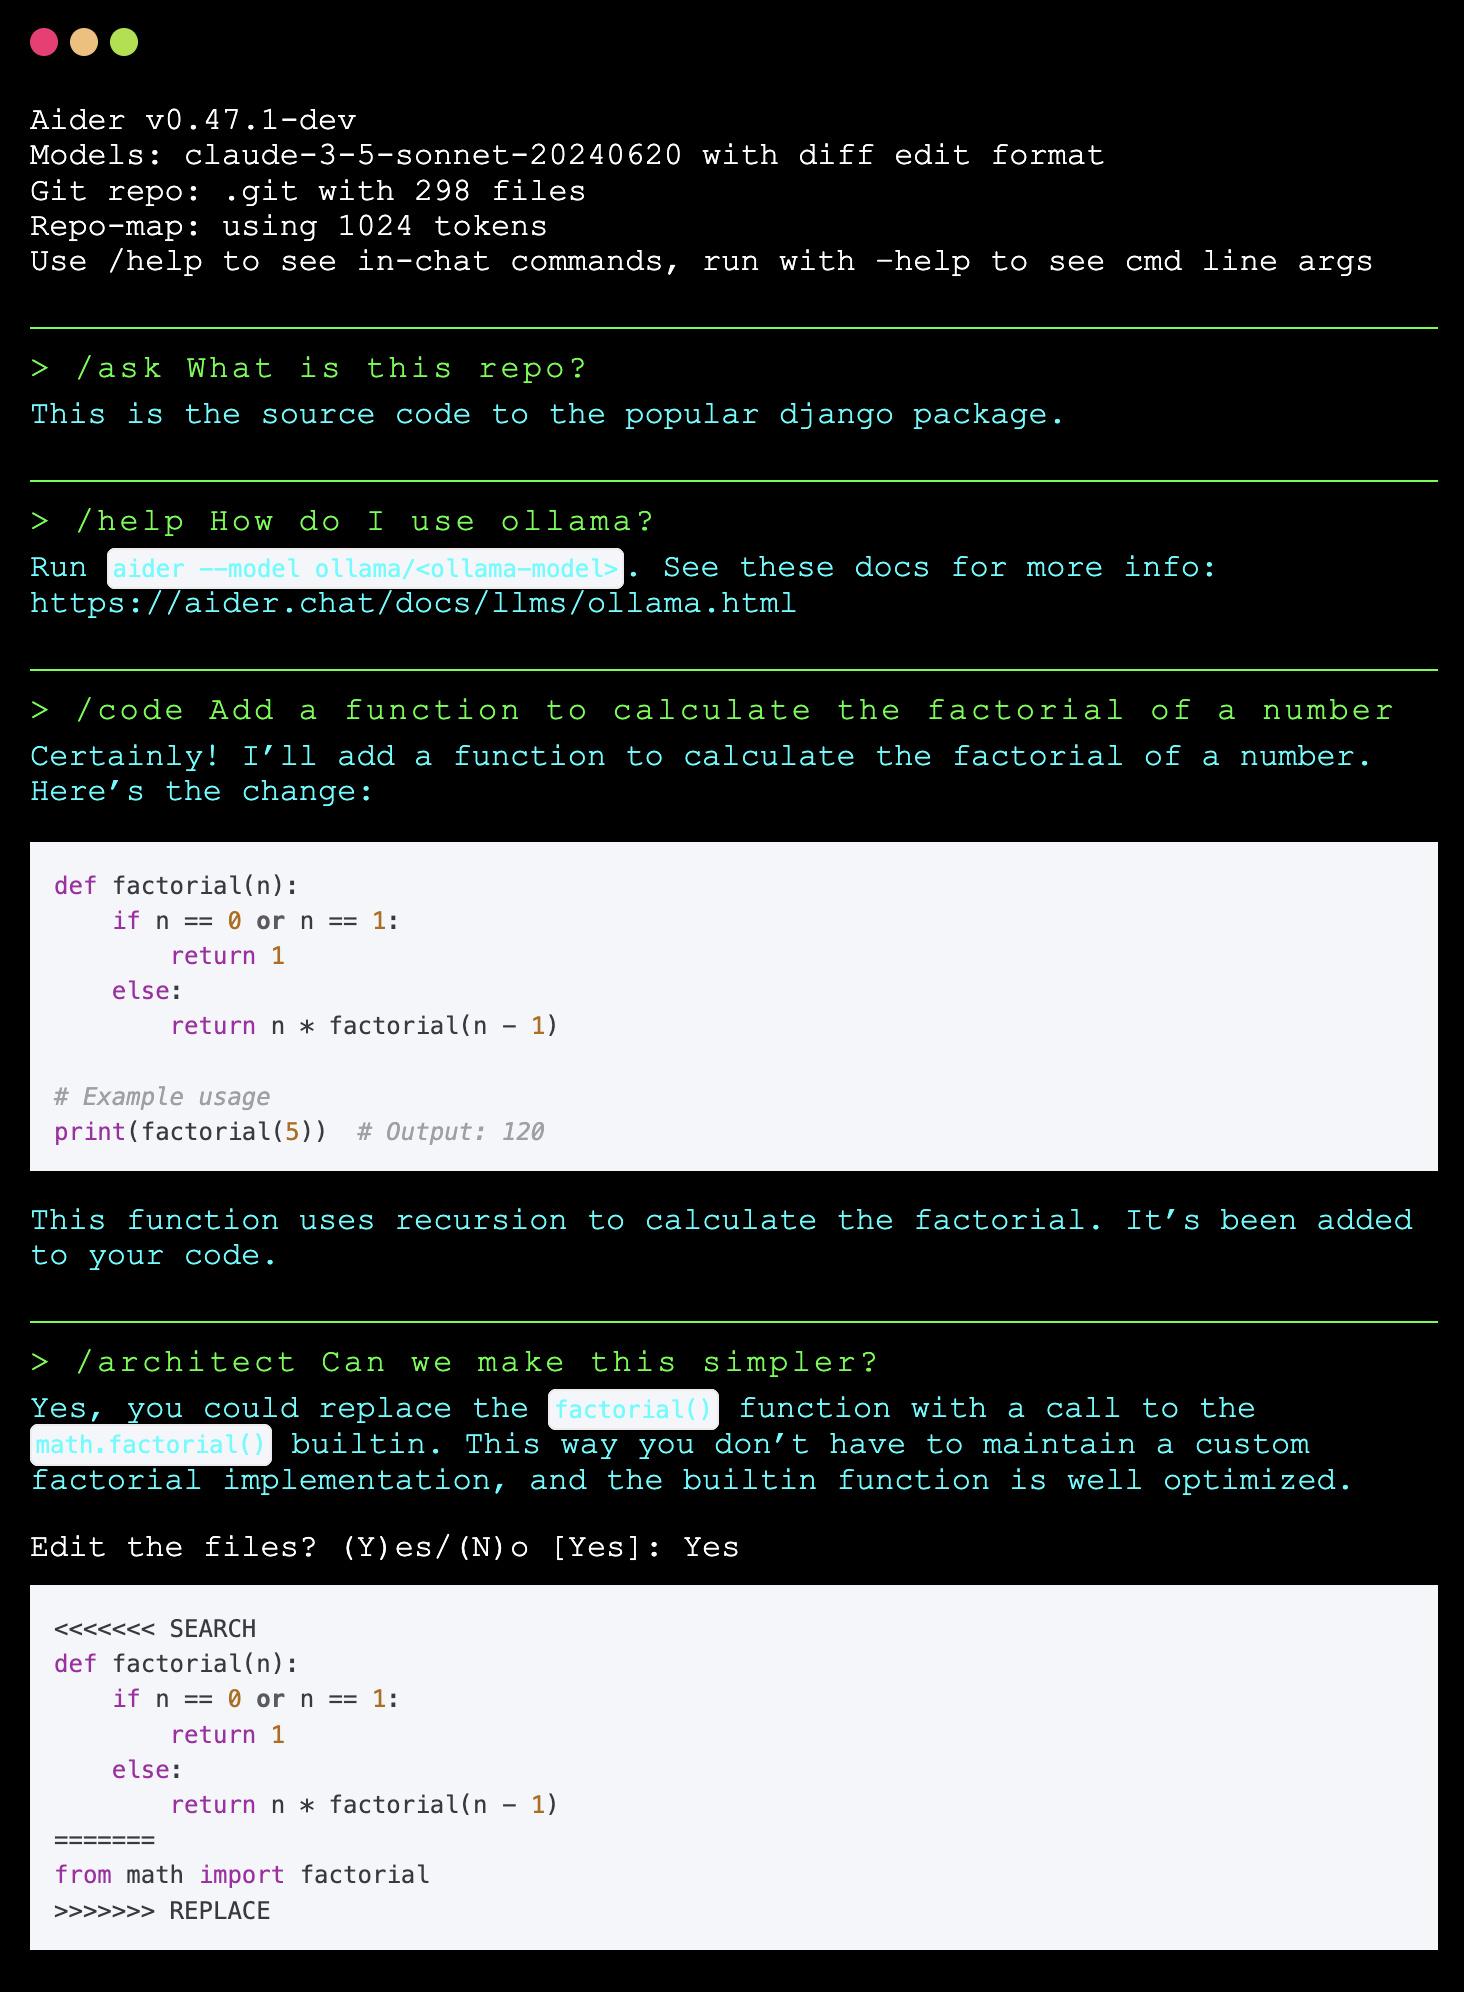 Aider v0.47.1-dev
Models: claude-3-5-sonnet-20240620 with diff edit format
Git repo: .git with 298 files
Repo-map: using 1024 tokens
Use /help to see in-chat commands, run with –help to see cmd line args
> /ask What is this repo?
This is the source code to the popular django package.
> /help How do I use ollama?
Run aider --model ollama/<ollama-model>. See these docs for more info:
https://aider.chat/docs/llms/ollama.html
> /code Add a function to calculate the factorial of a number
Certainly! I’ll add a function to calculate the factorial of a number.
Here’s the change:
def factorial(n):
    if n == 0 or n == 1:
        return 1
    else:
        return n * factorial(n - 1)

# Example usage
print(factorial(5))  # Output: 120
This function uses recursion to calculate the factorial. It’s been added
to your code.
> /architect Can we make this simpler?
Yes, you could replace the factorial() function with a call to the
math.factorial() builtin. This way you don’t have to maintain a custom
factorial implementation, and the builtin function is well optimized.
Edit the files? (Y)es/(N)o [Yes]: Yes
<<<<<<< SEARCH
def factorial(n):
    if n == 0 or n == 1:
        return 1
    else:
        return n * factorial(n - 1)
=======
from math import factorial
>>>>>>> REPLACE